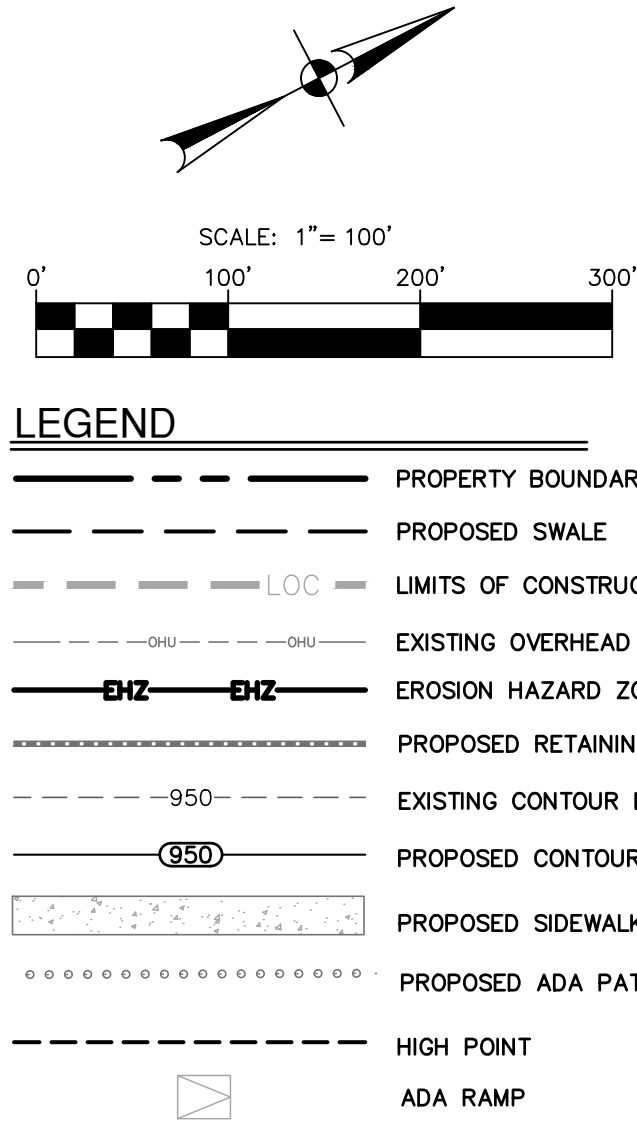 SCALE: 1”= 100’
0’ 100’ 200’ 300’
LEGEND
PROPERTY BOUNDAR
PROPOSED SWALE
LOC LIMITS OF CONSTRUC
OHU OHU EXISTING OVERHEAD
EHZ EHZ EROSION HAZARD ZO
PROPOSED RETAININ
950 EXISTING CONTOUR
950 PROPOSED CONTOUR
PROPOSED SIDEWALK
PROPOSED ADA PAT
HIGH POINT
ADA RAMP